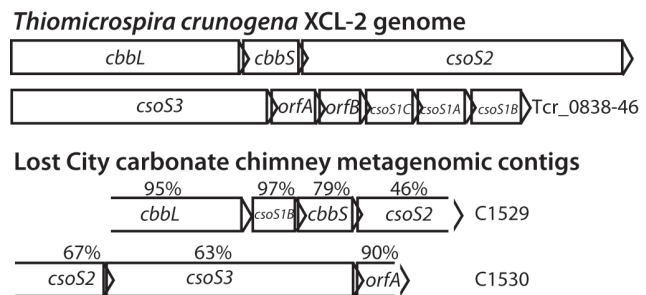 Thiomicrospira crunogena XCL-2 genome
cbbL cbbS csoS2
csoS3 orfA orfB csoS1C csoS1A csoS1B Tcr_0838-46
Lost City carbonate chimney metagenomic contigs
95% 97% 79% 46%
cbbL csoS1B cbbS csoS2 C1529
67% 63% 90%
csoS2 csoS3 orfA C1530